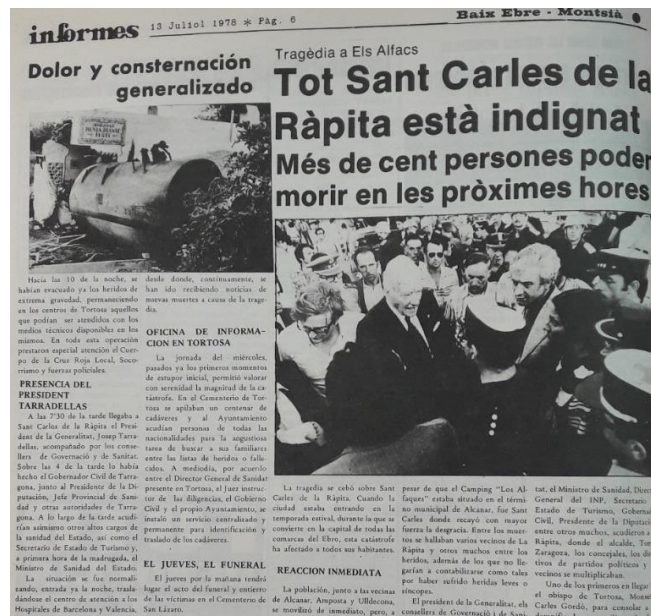 informes 13 Juliol 1978 * Pàg. 6
Baix Ebre - Montsià
Dolor y consternación
generalizado
Hacia las 10 de la noche, se
habían evacuado ya los heridos de
extrema gravedad, permaneciendo
en los centros de Tortosa aquellos
que podían ser atendidos con los
medios técnicos disponibles en los
mismos. En toda esta operación
prestaron especial atención el Cuer-
po de la Cruz Roja Local, Soco-
rrismo y fuerzas policiales.
PRESENCIA DEL
PRESIDENT
TARRADELLAS
A las 7'30 de la tarde llegaba a
Sant Carles de la Ràpita el Presi-
dent de la Generalitat, Josep Tarra-
dellas, acompañado por los conse-
llers de Governació y de Sanitat.
Sobre las 4 de la tarde lo había
hecho el Gobernador Civil de Tarra-
gona, junto al Presidente de la Di-
putación, Jefe Provincial de Sani-
dad y otras autoridades de Tarra-
gona. A lo largo de la tarde acudi-
rían asimismo otros altos cargos de
la sanidad del Estado, así como el
Secretario de Estado de Turismo y,
a primera hora de la madrugada, el
Ministro de Sanidad del Estado.
La situación se fue normali-
zando, entrada ya la noche, trasla-
dándose el centro de atención a los
Hospitales de Barcelona y Valencia,
desde donde, continuamente, se
han ido recibiendo noticias de
nuevas muertes a causa de la trage-
dia.
OFICINA DE INFORMA-
CION EN TORTOSA
La jornada del miércoles,
pasados ya los primeros momentos
de estupor inicial, permitió valorar
con serenidad la magnitud de la ca-
tástrofe. En el Cementerio de Tor-
tosa se apilaban un centenar de
cadáveres y al Ayuntamiento
acudían personas de todas las
nacionalidades para la angustiosa
tarea de buscar a sus familiares
entre las listas de heridos o falle-
cidos. A mediodía, por acuerdo
entre el Director General de Sanidad
presente en Tortosa, el Juez instruc-
tor de las diligencias, el Gobierno
Civil y el propio Ayuntamiento, se
instaló un servicio centralizado y
permanente para identificación y
traslado de los cadáveres.
EL JUEVES, EL FUNERAL
El jueves por la mañana tendrá
lugar el acto del funeral y entierro
de las víctimas en el Cementerio de
San Lázaro.
Tragèdia a Els Alfacs
Tot Sant Carles de la
Ràpita està indignat
Més de cent persones poden
morir en les pròximes hores
La tragedia se cebó sobre Sant
Carles de la Ràpita. Cuando la
ciudad estaba entrando en la
temporada estival, durante la que se
convierte en la capital de todas las
comarcas del Ebro, esta catástrofe
ha afectado a todos sus habitantes.
REACCION INMEDIATA
La población, junto a las vecinas
de Alcanar, Amposta y Ulldecona,
se movilizó de inmediato, pero, a
pesar de que el Camping "Los Al-
faques" estaba situado en el térmi-
no municipal de Alcanar, fue Sant
Carles donde recayó con mayor
fuerza la desgracia. Entre los muer-
tos se hallaban varios vecinos de La
Ràpita y otros muchos entre los
heridos, además de los que no lle-
garían a contabilizarse como tales
por haber sufrido heridas leves o
síncopes.
El president de la Generalitat, els
consellers de Governació i de Sani-
tat, el Ministro de Sanidad, Direc
General del INP, Secretario
Estado de Turismo, Goberna
Civil, Presidente de la Diputaci
entre otros muchos, acudieron a
Ràpita, donde el alcalde, Tor
Zaragoza, los concejales, los di
tivos de partidos políticos y
vecinos se multiplicaban.
Uno de los primeros en llegar
el obispo de Tortosa, Monse
Carles Gordó, para consolar a